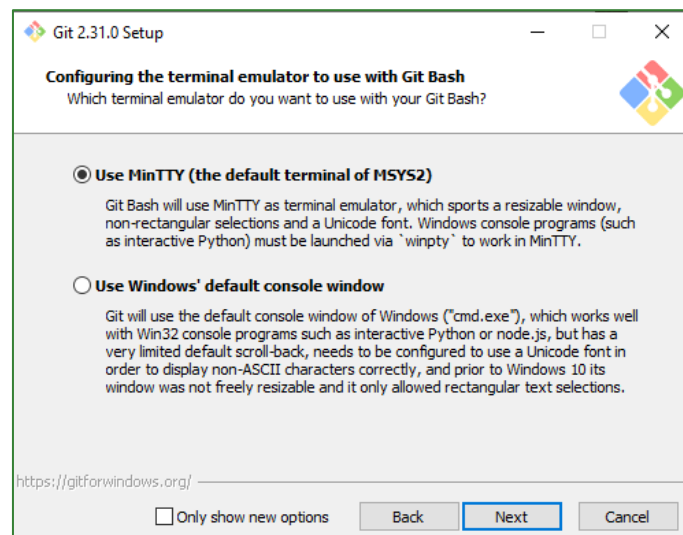 Git 2.31.0 Setup
Configuring the terminal emulator to use with Git Bash
Which terminal emulator do you want to use with your Git Bash?
Use MinTTY (the default terminal of MSYS2)
Git Bash will use MinTTY as terminal emulator, which sports a resizable window,
non-rectangular selections and a Unicode font. Windows console programs (such
as interactive Python) must be launched via `winpty` to work in MinTTY.
Use Windows' default console window
Git will use the default console window of Windows ("cmd.exe"), which works well
with Win32 console programs such as interactive Python or node.js, but has a
very limited default scroll-back, needs to be configured to use a Unicode font in
order to display non-ASCII characters correctly, and prior to Windows 10 its
window was not freely resizable and it only allowed rectangular text selections.
https://gitforwindows.org/
Only show new options
Back
Next
Cancel